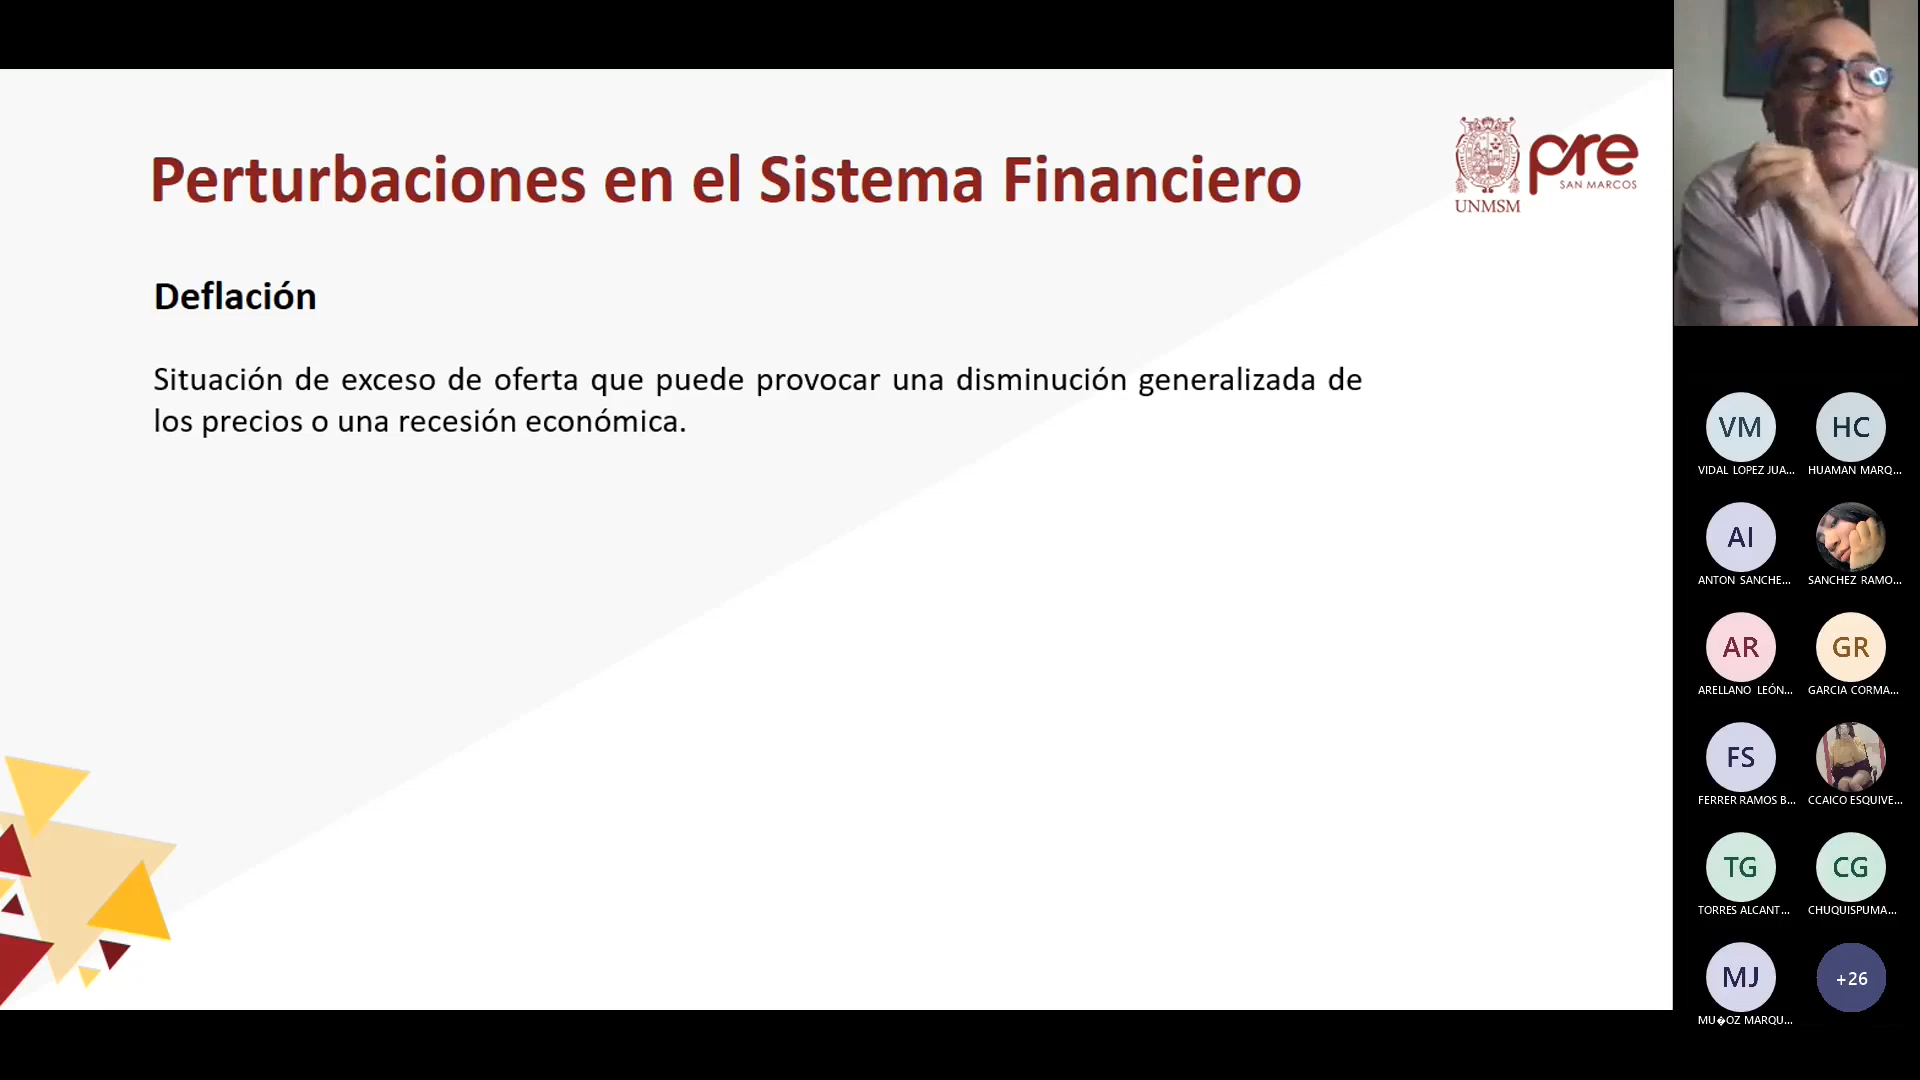 Perturbaciones en el Sistema Financiero
pre
SAN MARCOS
UNMSM
Deflación
Situación de exceso de oferta que puede provocar una disminución generalizada de
los precios o una recesión económica.
VM
HC
VIDAL LOPEZ JUA...
HUAMAN MARQ...
AI
ANTON SANCHE...
SANCHEZ RAMO...
AR
GR
ARELLANO LEÓN...
GARCIA CORMA...
FS
FERRER RAMOS B...
CCAICO ESQUIVE...
TG
CG
TORRES ALCANT...
CHUQUISPUMA...
MJ
+26
MU�OZ MARQU...